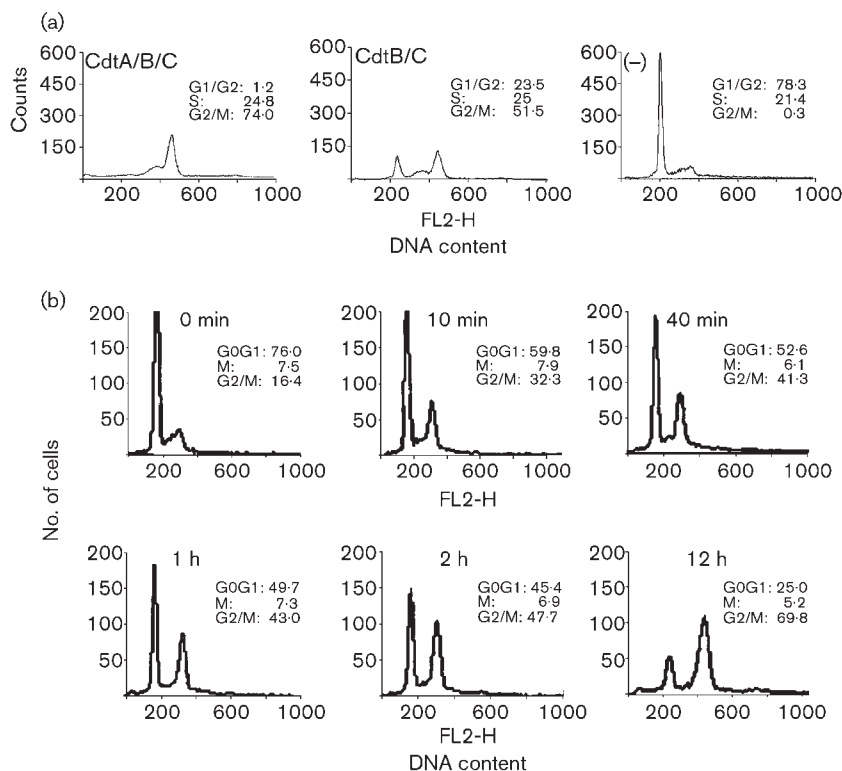 (a)
CdtA/B/C
Counts
600
450
300
150
G1/G2: 1·2
S: 24·8
G2/M: 74·0
200 600 1000
CdtB/C
600
450
300
150
G1/G2: 23·5
S: 25
G2/M: 51·5
200 600 1000
(–)
600
450
300
150
G1/G2: 78·3
S: 21·4
G2/M: 0·3
200 600 1000
FL2-H
DNA content
(b)
No. of cells
0 min
200
150
100
50
G0G1: 76·0
M: 7·5
G2/M: 16·4
200 600 1000
10 min
200
150
100
50
G0G1: 59·8
M: 7·9
G2/M: 32·3
200 600 1000
40 min
200
150
100
50
G0G1: 52·6
M: 6·1
G2/M: 41·3
200 600 1000
FL2-H
1 h
200
150
100
50
G0G1: 49·7
M: 7·3
G2/M: 43·0
200 600 1000
2 h
200
150
100
50
G0G1: 45·4
M: 6·9
G2/M: 47·7
200 600 1000
12 h
200
150
100
50
G0G1: 25·0
M: 5·2
G2/M: 69·8
200 600 1000
FL2-H
DNA content